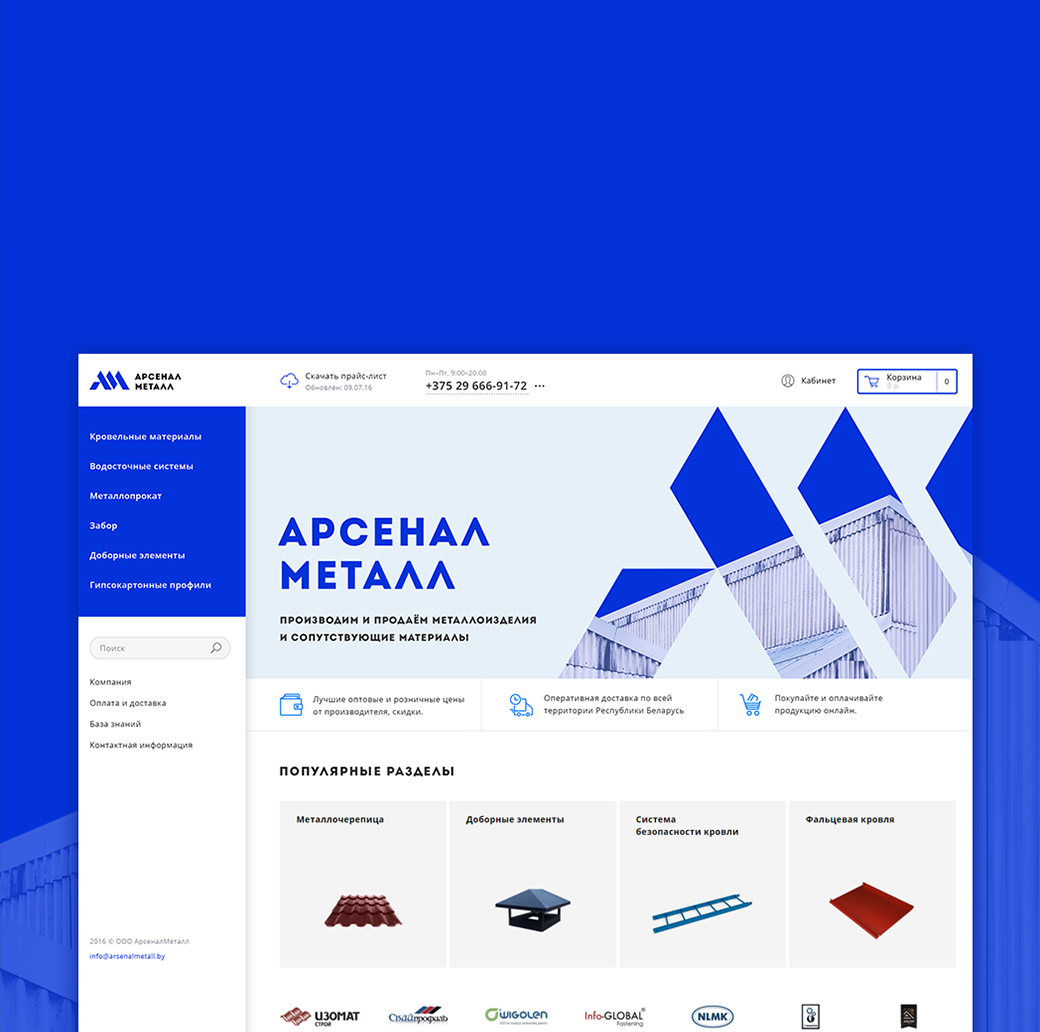 АРСЕНАЛ
МЕТАЛЛ
Скачать прайс-лист
Обновлён: 09.07.16
Пн–Пт, 9:00–20:00
+375 29 666-91-72 ···
Кабинет
Корзина
0 р.
0
Кровельные материалы
Водосточные системы
Металлопрокат
Забор
Доборные элементы
Гипсокартонные профили
Поиск
Компания
Оплата и доставка
База знаний
Контактная информация
2016 © ООО АрсеналМеталл
info@arsenalmetall.by
АРСЕНАЛ
МЕТАЛЛ
ПРОИЗВОДИМ И ПРОДАЁМ МЕТАЛЛОИЗДЕЛИЯ
И СОПУТСТВУЮЩИЕ МАТЕРИАЛЫ
Лучшие оптовые и розничные цены
от производителя, скидки.
Оперативная доставка по всей
территории Республики Беларусь
Покупайте и оплачивайте
продукцию онлайн.
ПОПУЛЯРНЫЕ РАЗДЕЛЫ
Металлочерепица
Доборные элементы
Система
безопасности кровли
Фальцевая кровля
ИЗОМАТ
СТРОЙ
Скайпрофиль
WIGOLEN
Info-GLOBAL®
Fastening
NLMK